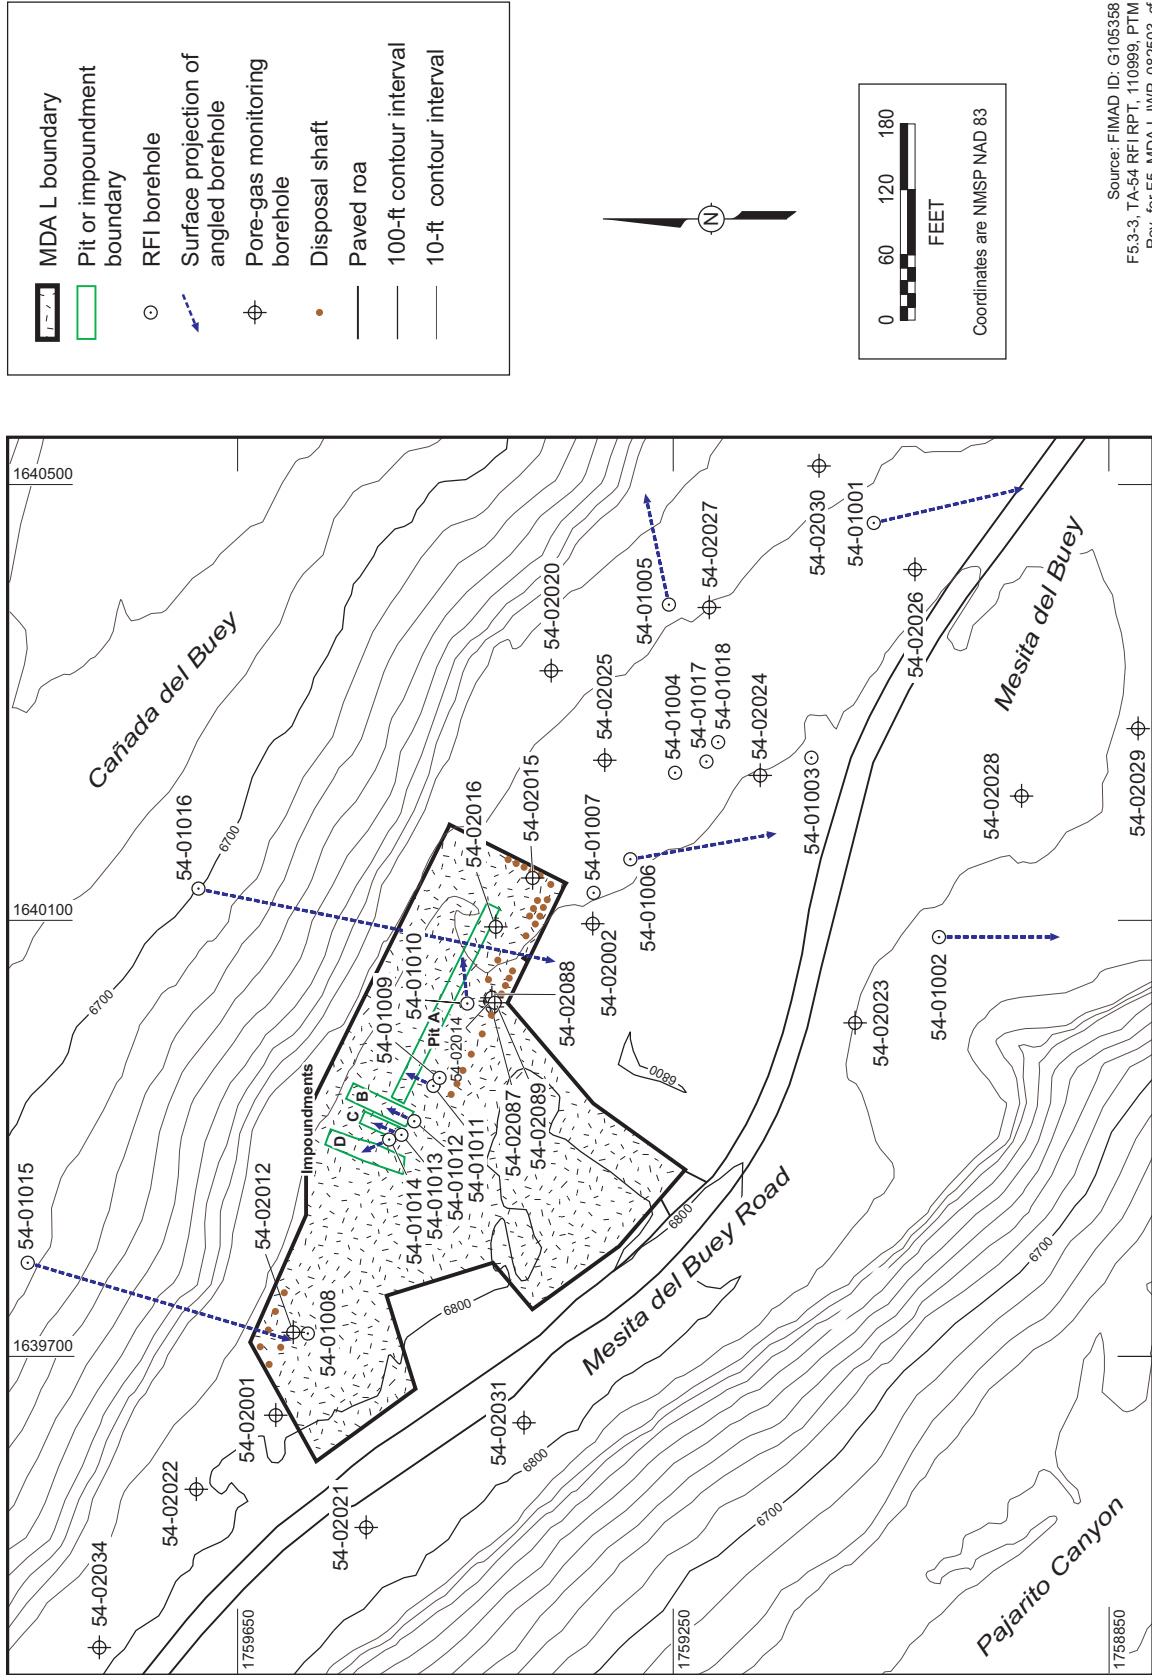 MDA L boundary
Pit or impoundment
boundary
RFI borehole
Surface projection of
angled borehole
Pore-gas monitoring
borehole
Disposal shaft
Paved roa
100-ft contour interval
10-ft contour interval
N
0 60 120 180
FEET
Coordinates are NMSP NAD 83
Source: FIMAD ID: G105358
F5.3-3, TA-54 RFI RPT, 110999, PTM
1640500
1640100
1639700
1759650
1759250
1758850
Cañada del Buey
Mesita del Buey
Mesita del Buey Road
Pajarito Canyon
Impoundments
Pit A
B
C
D
6700
6700
6700
6700
6800
6800
6800
6800
54-01015
54-01016
54-02012
54-01008
54-02001
54-02022
54-02034
54-02021
54-02031
54-01009
54-01010
54-02014
54-01014
54-01013
54-01012
54-01011
54-02087
54-02089
54-02088
54-02016
54-02015
54-02002
54-01007
54-01006
54-02020
54-02025
54-01004
54-01017
54-01018
54-02024
54-01005
54-02027
54-02030
54-01001
54-02026
54-01003
54-02028
54-02029
54-02023
54-01002